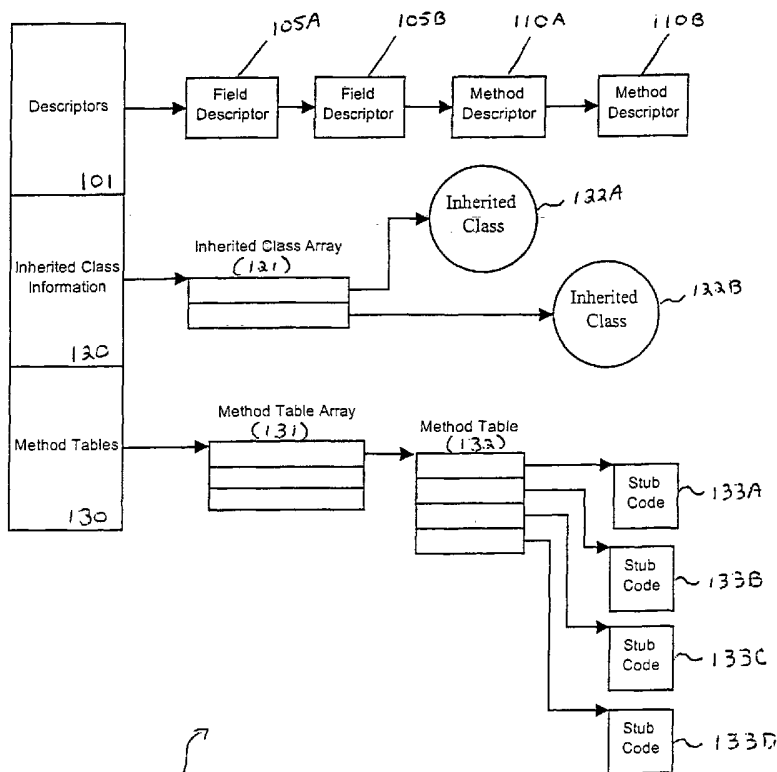 105A 105B 110A 110B
Descriptors
Field
Descriptor
Field
Descriptor
Method
Descriptor
Method
Descriptor
101
Inherited Class
Information
120
Inherited Class Array
(121)
Inherited
Class
122A
Inherited
Class
122B
Method Tables
130
Method Table Array
(131)
Method Table
(132)
Stub
Code
133A
Stub
Code
133B
Stub
Code
133C
Stub
Code
133D